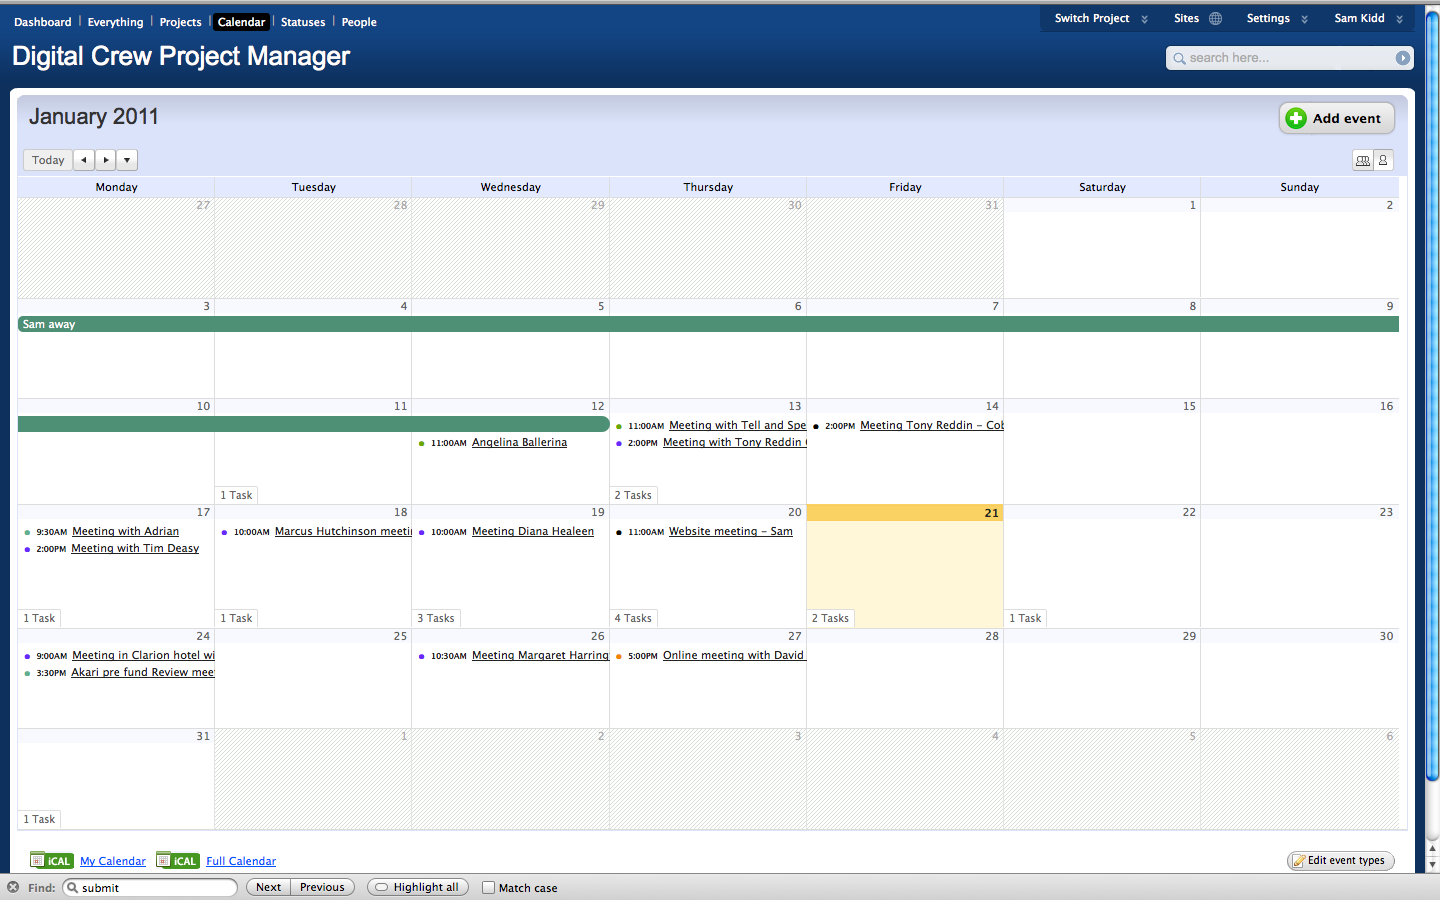 Dashboard Everything Projects Calendar Statuses People
Switch Project Sites Settings Sam Kidd
Digital Crew Project Manager
search here...
January 2011
Add event
Today
Monday Tuesday Wednesday Thursday Friday Saturday Sunday
27 28 29 30 31 1 2
3 4 5 6 7 8 9
Sam away
10 11 12 13 14 15 16
11:00AM Meeting with Tell and Spe
2:00PM Meeting Tony Reddin - Cob
11:00AM Angelina Ballerina
2:00PM Meeting with Tony Reddin
1 Task 2 Tasks
17 18 19 20 21 22 23
9:30AM Meeting with Adrian
10:00AM Marcus Hutchinson meeti
10:00AM Meeting Diana Healeen
11:00AM Website meeting - Sam
2:00PM Meeting with Tim Deasy
1 Task 1 Task 3 Tasks 4 Tasks 2 Tasks 1 Task
24 25 26 27 28 29 30
9:00AM Meeting in Clarion hotel wi
10:30AM Meeting Margaret Harring
5:00PM Online meeting with David
3:30PM Akari pre fund Review mee
31 1 2 3 4 5 6
1 Task
iCAL My Calendar iCAL Full Calendar
Edit event types
Find: submit Next Previous Highlight all Match case